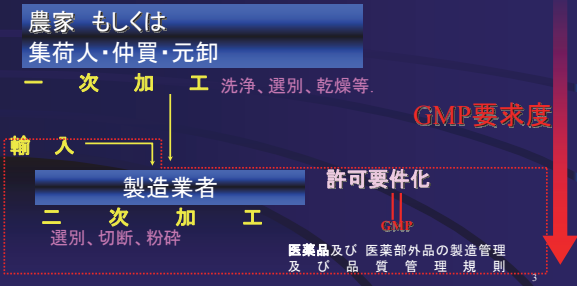 農家 もしくは
集荷人・仲買・元卸
一 次 加 工 洗浄、選別、乾燥等.
GMP要求度
輸 入
製造業者
許可要件化
二 次 加 工
GMP
選別、切断、粉砕
医薬品及び 医薬部外品の製造管理
及 び 品 質 管 理 規 則
3